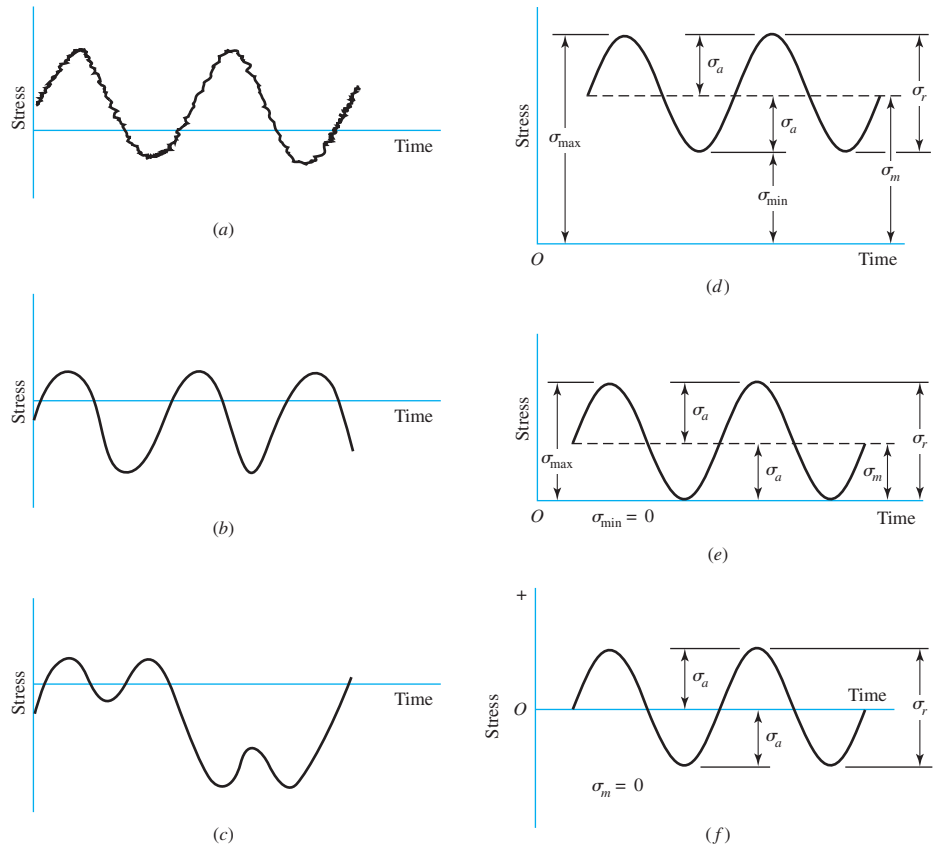 Stress
Time
(a)
Stress
Time
(b)
Stress
Time
(c)
Stress
σmax
σa
σa
σmin
σr
σm
O
Time
(d)
Stress
σmax
σa
σa
σm
σr
O
σmin = 0
Time
(e)
+
Stress
O
σa
σa
Time
σr
σm = 0
(f)